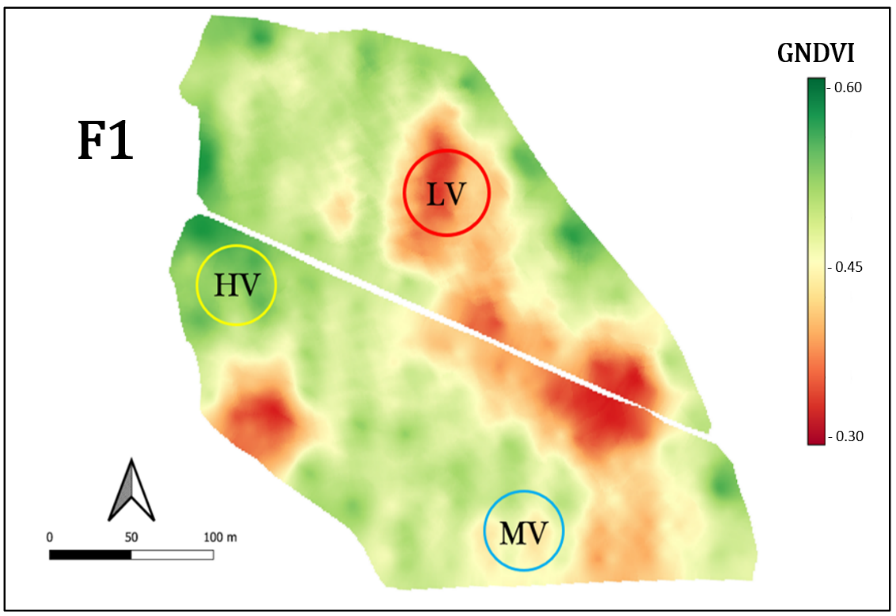 F1
GNDVI
- 0.60
- 0.45
- 0.30
LV
HV
MV
0 50 100 m